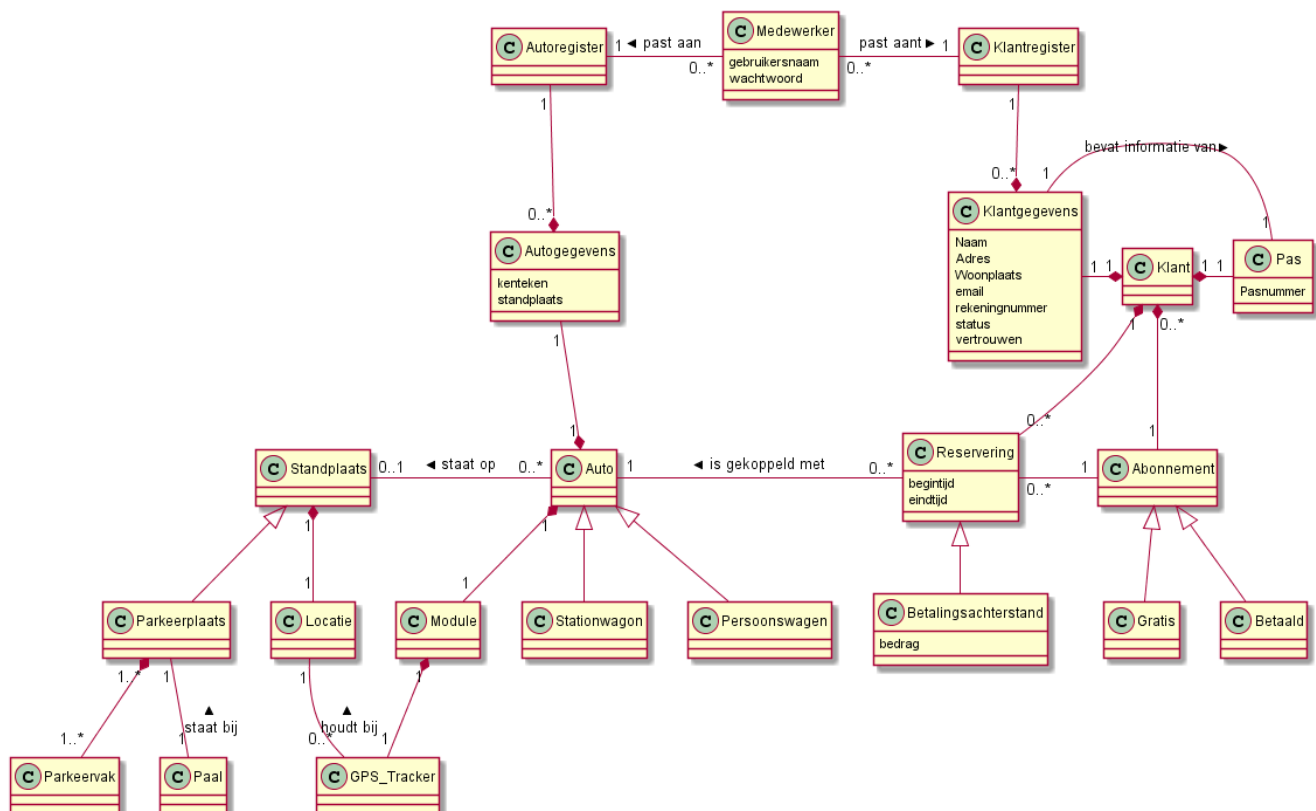 C Autoregister
1 ◄ past aan
0..*
C Medewerker
gebruikersnaam
wachtwoord
past aant► 1
0..*
C Klantregister
1
1
0..*
0..*
bevat informatie van►
1
1
C Autogegevens
kenteken
standplaats
1
1
C Klantgegevens
Naam
Adres
Woonplaats
email
rekeningnummer
status
vertrouwen
1 1
C Klant
1 1
C Pas
Pasnummer
1
0..*
0..*
1
C Standplaats
0..1 ◄ staat op 0..*
C Auto
1 ◄ is gekoppeld met 0..*
C Reservering
begintijd
eindtijd
1
0..*
C Abonnement
1
1
1
1
C Parkeerplaats
C Locatie
C Module
C Stationwagon
C Persoonswagen
C Betalingsachterstand
bedrag
C Gratis
C Betaald
1..*
1
1
1
▲
staat bij
▲
houdt bij
1..*
1
0..*
1
C Parkeervak
C Paal
C GPS_Tracker